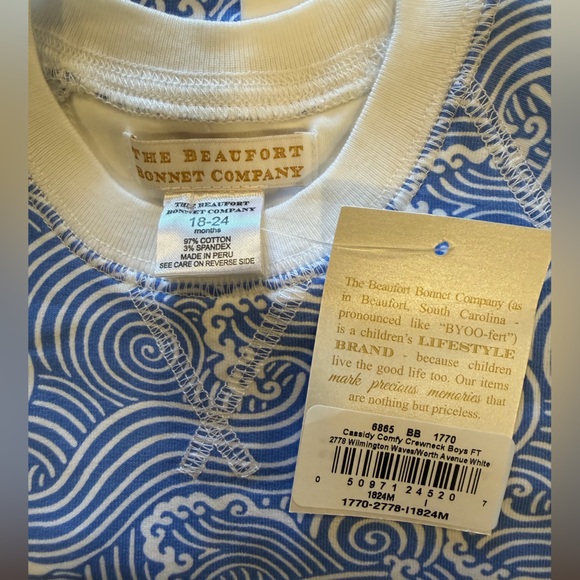 THE BEAUFORT
BONNET COMPANY
THE BEAUFORT
BONNET COMPANY
18-24
months
97% COTTON
3% SPANDEX
MADE IN PERU
SEE CARE ON REVERSE SIDE
The Beaufort Bonnet Company (as
in Beaufort, South Carolina -
pronounced like "BYOO-fert")
is a children's LIFESTYLE
BRAND - because children
live the good life too. Our items
mark precious memories that
are nothing but priceless.
6865 BB 1770
Cassidy Comfy Crewneck Boys FT
2778 Wilmington Waves/Worth Avenue White
0 50971 24520 7
1824M I
1770-2778-I1824M